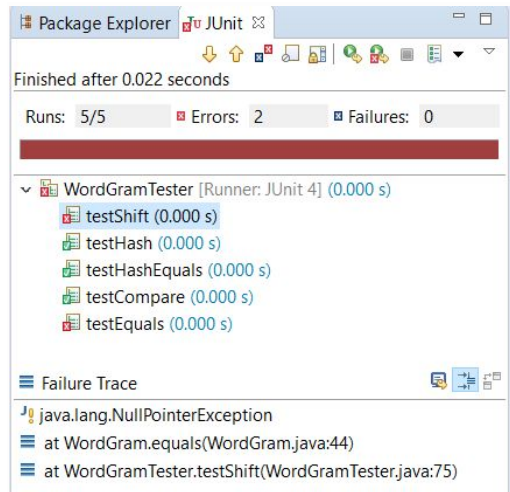 Package Explorer JUnit
Finished after 0.022 seconds
Runs: 5/5 Errors: 2 Failures: 0
WordGramTester [Runner: JUnit 4] (0.000 s)
testShift (0.000 s)
testHash (0.000 s)
testHashEquals (0.000 s)
testCompare (0.000 s)
testEquals (0.000 s)
Failure Trace
java.lang.NullPointerException
at WordGram.equals(WordGram.java:44)
at WordGramTester.testShift(WordGramTester.java:75)